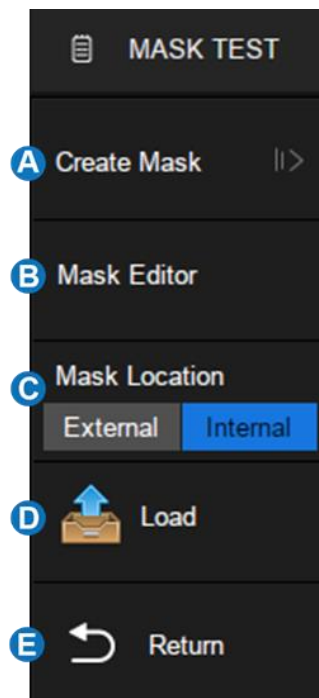 MASK TEST
A Create Mask
B Mask Editor
C Mask Location
External Internal
D Load
E Return